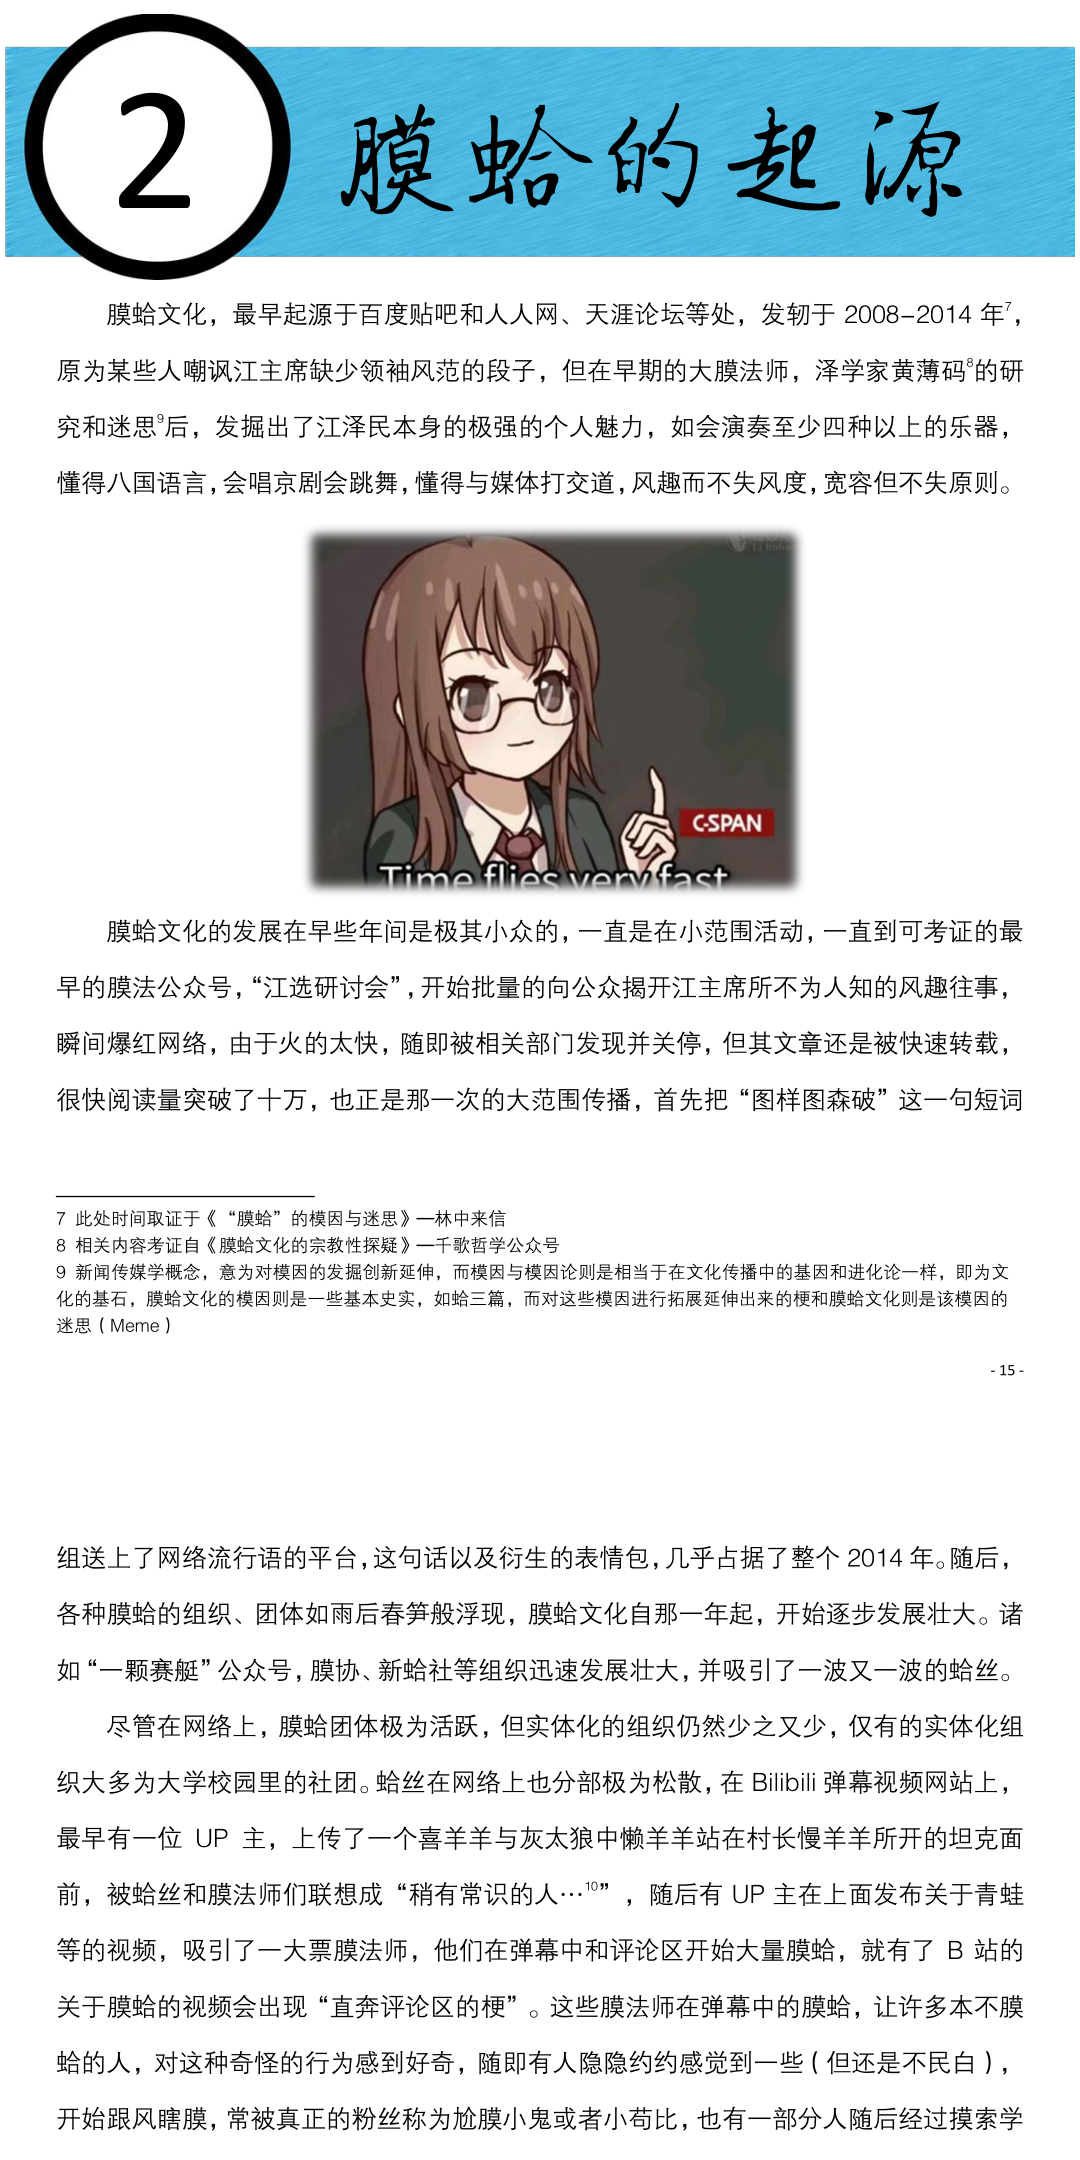 2
膜蛤的起源
膜蛤文化，最早起源于百度贴吧和人人网、天涯论坛等处，发轫于 2008-2014 年7，
原为某些人嘲讽江主席缺少领袖风范的段子，但在早期的大膜法师，泽学家黄薄码8的研
究和迷思9后，发掘出了江泽民本身的极强的个人魅力，如会演奏至少四种以上的乐器，
懂得八国语言，会唱京剧会跳舞，懂得与媒体打交道，风趣而不失风度，宽容但不失原则。
C-SPAN
Time flies very fast
膜蛤文化的发展在早些年间是极其小众的，一直是在小范围活动，一直到可考证的最
早的膜法公众号，“江选研讨会”，开始批量的向公众揭开江主席所不为人知的风趣往事，
瞬间爆红网络，由于火的太快，随即被相关部门发现并关停，但其文章还是被快速转载，
很快阅读量突破了十万，也正是那一次的大范围传播，首先把“图样图森破”这一句短词
7 此处时间取证于《“膜蛤”的模因与迷思》—林中来信
8 相关内容考证自《膜蛤文化的宗教性探疑》—千歌哲学公众号
9 新闻传媒学概念，意为对模因的发掘创新延伸，而模因与模因论则是相当于在文化传播中的基因和进化论一样，即为文
化的基石，膜蛤文化的模因则是一些基本史实，如蛤三篇，而对这些模因进行拓展延伸出来的梗和膜蛤文化则是该模因的
迷思（Meme）
- 15 -
组送上了网络流行语的平台，这句话以及衍生的表情包，几乎占据了整个 2014 年。随后，
各种膜蛤的组织、团体如雨后春笋般浮现，膜蛤文化自那一年起，开始逐步发展壮大。诸
如“一颗赛艇”公众号，膜协、新蛤社等组织迅速发展壮大，并吸引了一波又一波的蛤丝。
尽管在网络上，膜蛤团体极为活跃，但实体化的组织仍然少之又少，仅有的实体化组
织大多为大学校园里的社团。蛤丝在网络上也分部极为松散，在 Bilibili 弹幕视频网站上，
最早有一位 UP 主，上传了一个喜羊羊与灰太狼中懒羊羊站在村长慢羊羊所开的坦克面
前，被蛤丝和膜法师们联想成“稍有常识的人…10”，随后有 UP 主在上面发布关于青蛙
等的视频，吸引了一大票膜法师，他们在弹幕中和评论区开始大量膜蛤，就有了 B 站的
关于膜蛤的视频会出现“直奔评论区的梗”。这些膜法师在弹幕中的膜蛤，让许多本不膜
蛤的人，对这种奇怪的行为感到好奇，随即有人隐隐约约感觉到一些（但还是不民白），
开始跟风瞎膜，常被真正的粉丝称为尬膜小鬼或者小苟比，也有一部分人随后经过摸索学